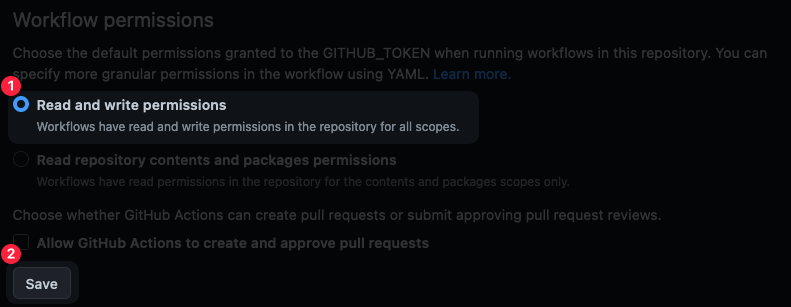 Workflow permissions
Choose the default permissions granted to the GITHUB_TOKEN when running workflows in this repository. You can
specify more granular permissions in the workflow using YAML. Learn more.
1
Read and write permissions
Workflows have read and write permissions in the repository for all scopes.
Read repository contents and packages permissions
Workflows have read permissions in the repository for the contents and packages scopes only.
Choose whether GitHub Actions can create pull requests or submit approving pull request reviews.
Allow GitHub Actions to create and approve pull requests
2
Save